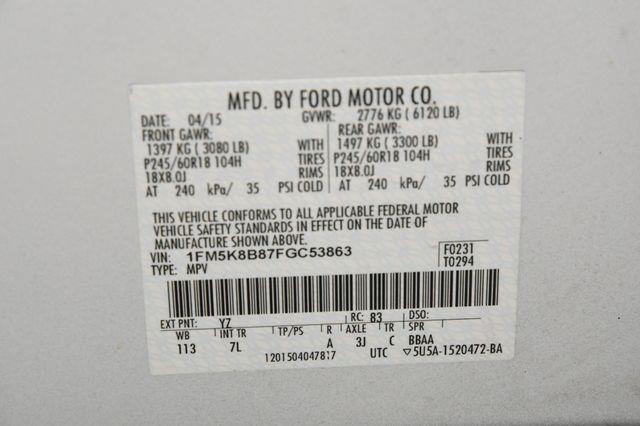 MFD. BY FORD MOTOR CO.
DATE: 04/15 GVWR: 2776 KG ( 6120 LB)
FRONT GAWR: REAR GAWR:
1397 KG ( 3080 LB) WITH 1497 KG ( 3300 LB) WITH
P245/60R18 104H TIRES P245/60R18 104H TIRES
18X8.0J RIMS 18X8.0J RIMS
AT 240 kPa/ 35 PSI COLD AT 240 kPa/ 35 PSI COLD
THIS VEHICLE CONFORMS TO ALL APPLICABLE FEDERAL MOTOR
VEHICLE SAFETY STANDARDS IN EFFECT ON THE DATE OF
MANUFACTURE SHOWN ABOVE.
VIN: 1FM5K8B87FGC53863 F0231
TYPE: MPV T0294
EXT PNT: YZ RC: 83 DSO:
WB INT TR TP/PS R AXLE TR SPR
113 7L A 3J C BBAA
1201504047817 UTC ▽5U5A-1520472-BA